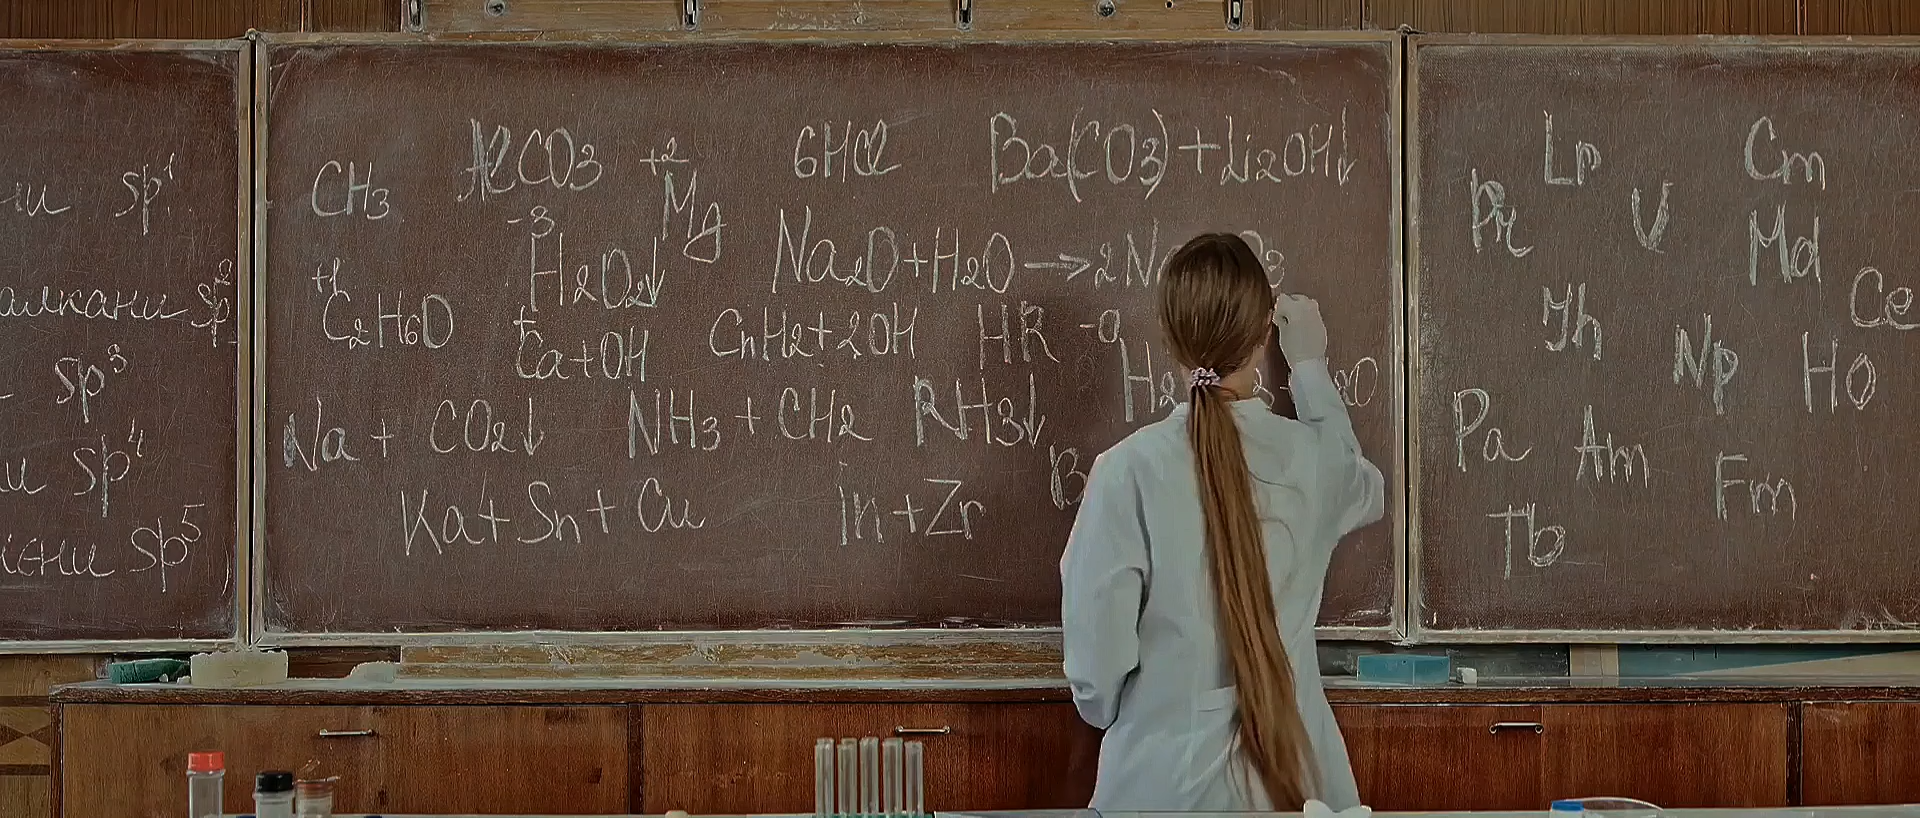 sp¹
алкани sp²
sp³
sp⁴
sp⁵
AlCO3 +2 6HCl Ba(CO3)+Li2OH↓
CH3 Mg
-3
H2O2↓ Na2O+H2O→2Na
+1
C2H6O
+
Ca+OH CnH2+2OH HR -0
Na + CO2↓ NH3 + CH2 RH3↓ H2
Ka+Sn+Cu in+Zr B
Lr Cm
Pr V Md
Th Np Ho Ce
Pa Am Fm
Tb